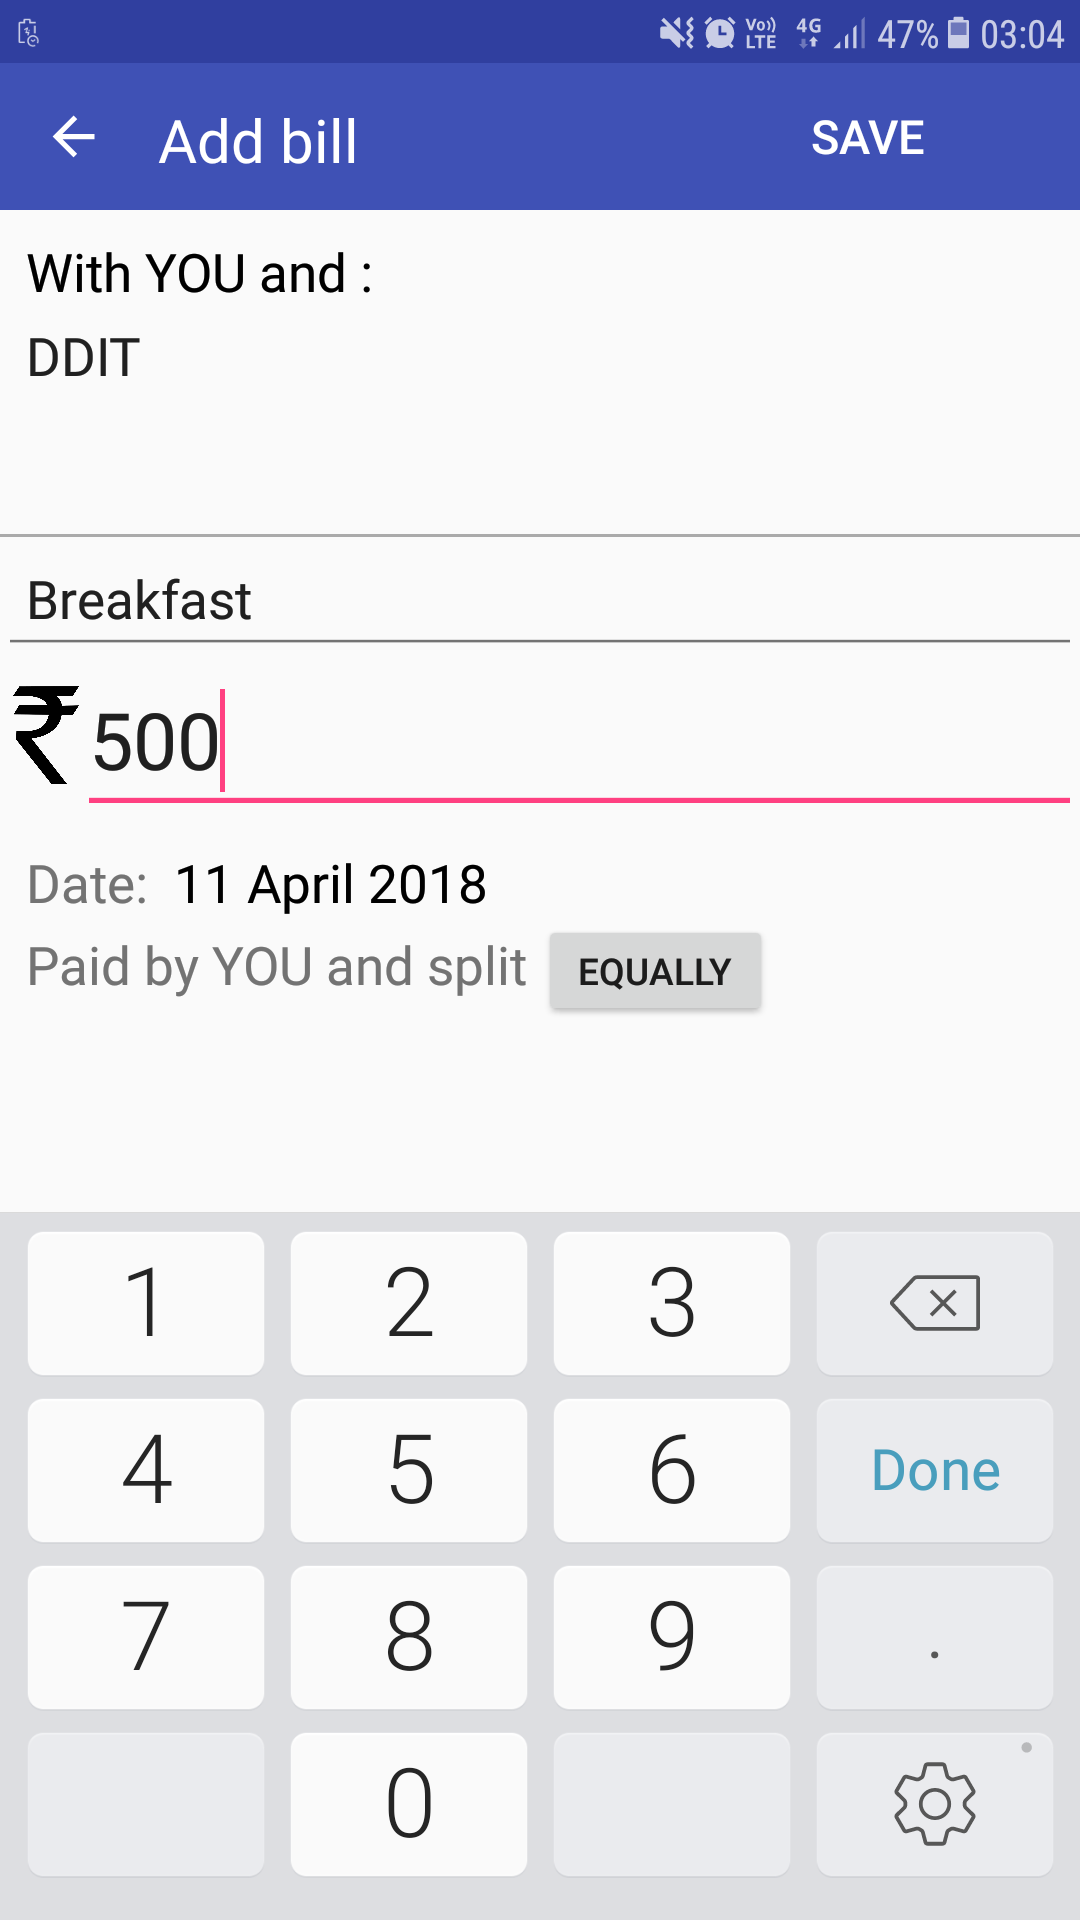 Vo)) LTE 4G 47% 03:04
Add bill SAVE
With YOU and :
DDIT
Breakfast
₹ 500
Date: 11 April 2018
Paid by YOU and split EQUALLY
1 2 3
4 5 6 Done
7 8 9 .
0